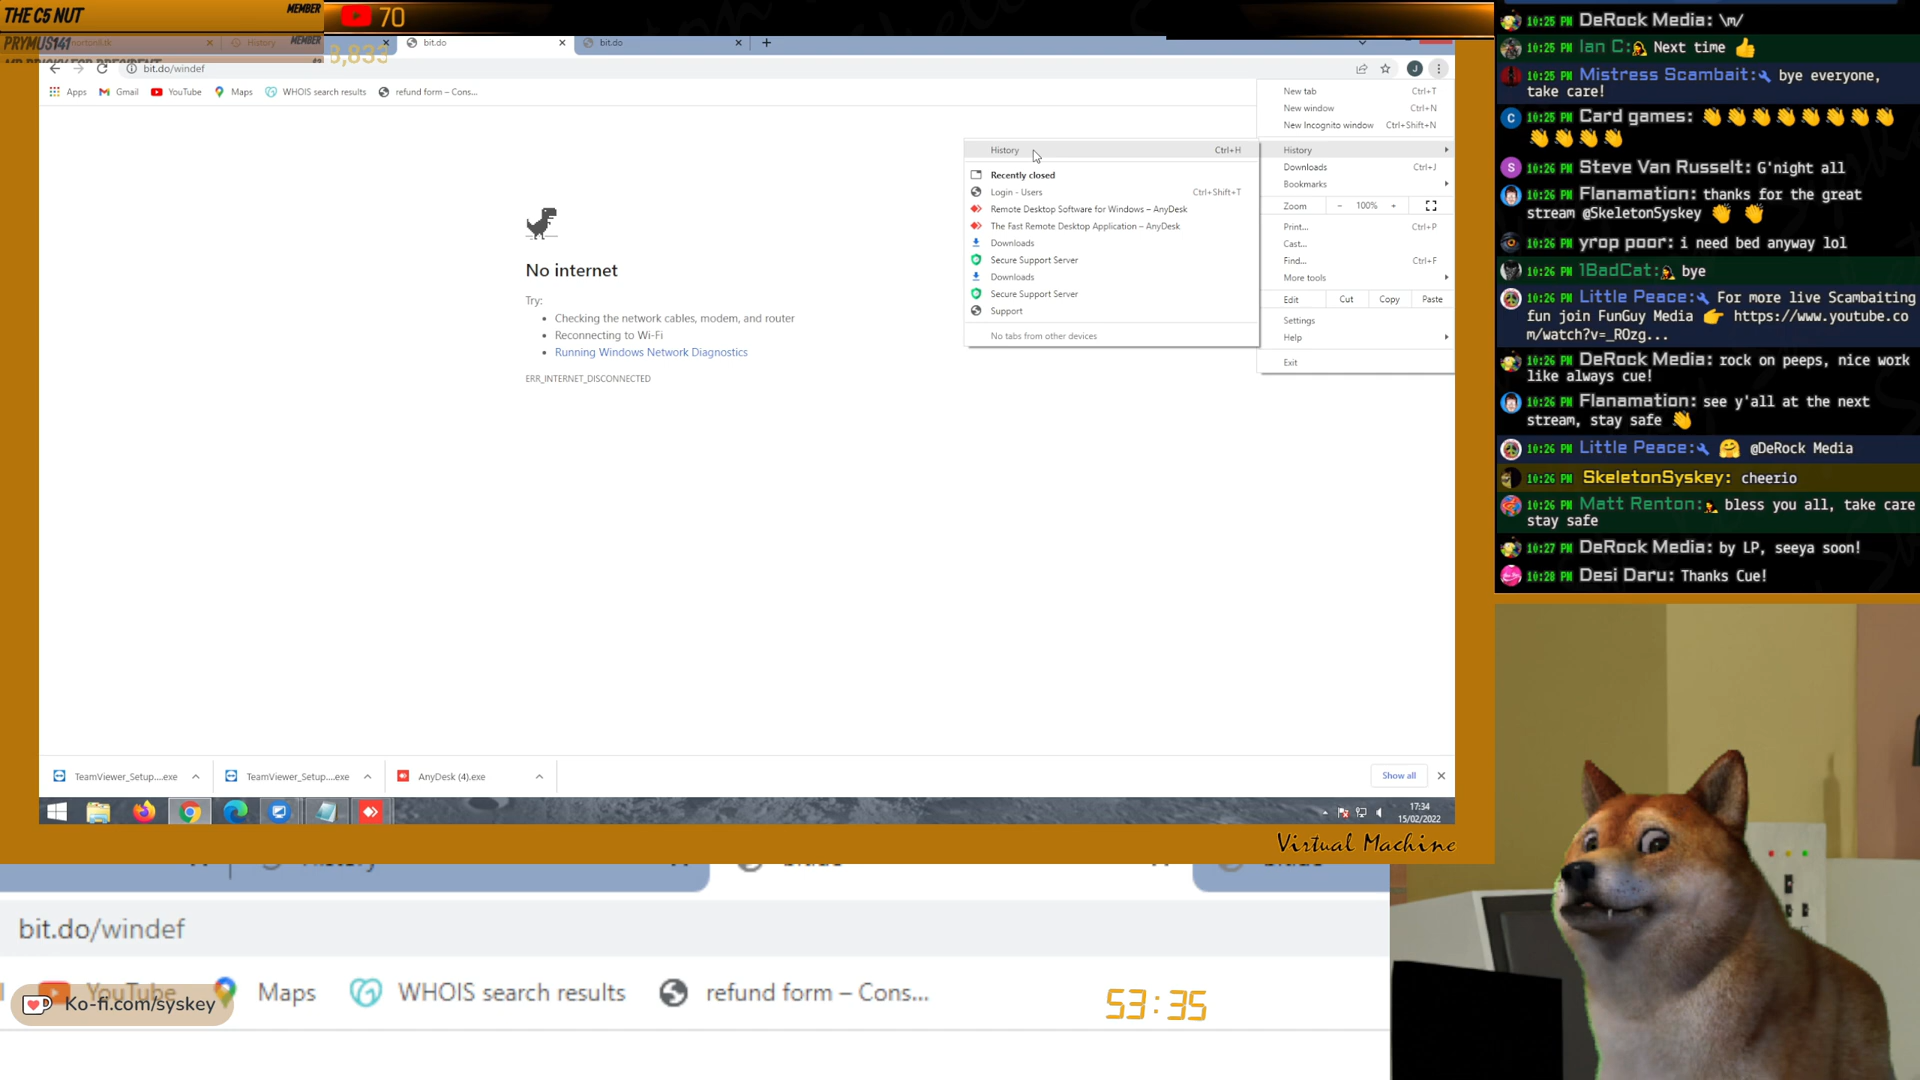 THE C5 NUT
MEMBER
70
PRYMUS141
MEMBER
History
bit.do
bit.do
bit.do/windef
Apps
Gmail
YouTube
Maps
WHOIS search results
refund form – Cons...
New tab Ctrl+T
New window Ctrl+N
New Incognito window Ctrl+Shift+N
History
Downloads Ctrl+J
Bookmarks
Zoom - 100% +
Print... Ctrl+P
Cast...
Find... Ctrl+F
More tools
Edit Cut Copy Paste
Settings
Help
Exit
History Ctrl+H
Recently closed
Login - Users Ctrl+Shift+T
Remote Desktop Software for Windows – AnyDesk
The Fast Remote Desktop Application – AnyDesk
Downloads
Secure Support Server
Downloads
Secure Support Server
Support
No tabs from other devices
No internet
Try:
Checking the network cables, modem, and router
Reconnecting to Wi-Fi
Running Windows Network Diagnostics
ERR_INTERNET_DISCONNECTED
TeamViewer_Setup....exe
TeamViewer_Setup....exe
AnyDesk (4).exe
Show all
17:34
15/02/2022
Virtual Machine
bit.do/windef
YouTube
Maps
WHOIS search results
refund form – Cons...
Ko-fi.com/syskey
53:35
10:25 PM DeRock Media: \m/
10:25 PM Ian C: Next time 👍
10:25 PM Mistress Scambait: bye everyone,
take care!
10:25 PM Card games: 👋👋👋👋👋👋👋👋
👋👋👋👋
10:26 PM Steve Van Russelt: G'night all
10:26 PM Flanamation: thanks for the great
stream @SkeletonSyskey 👋 👋
10:26 PM yrop poor: i need bed anyway lol
10:26 PM 1BadCat: bye
10:26 PM Little Peace: For more live Scambaiting
fun join FunGuy Media 👉 https://www.youtube.co
m/watch?v=_ROzg...
10:26 PM DeRock Media: rock on peeps, nice work
like always cue!
10:26 PM Flanamation: see y'all at the next
stream, stay safe 👋
10:26 PM Little Peace: 🤗 @DeRock Media
10:26 PM SkeletonSyskey: cheerio
10:26 PM Matt Renton: bless you all, take care
stay safe
10:27 PM DeRock Media: by LP, seeya soon!
10:28 PM Desi Daru: Thanks Cue!